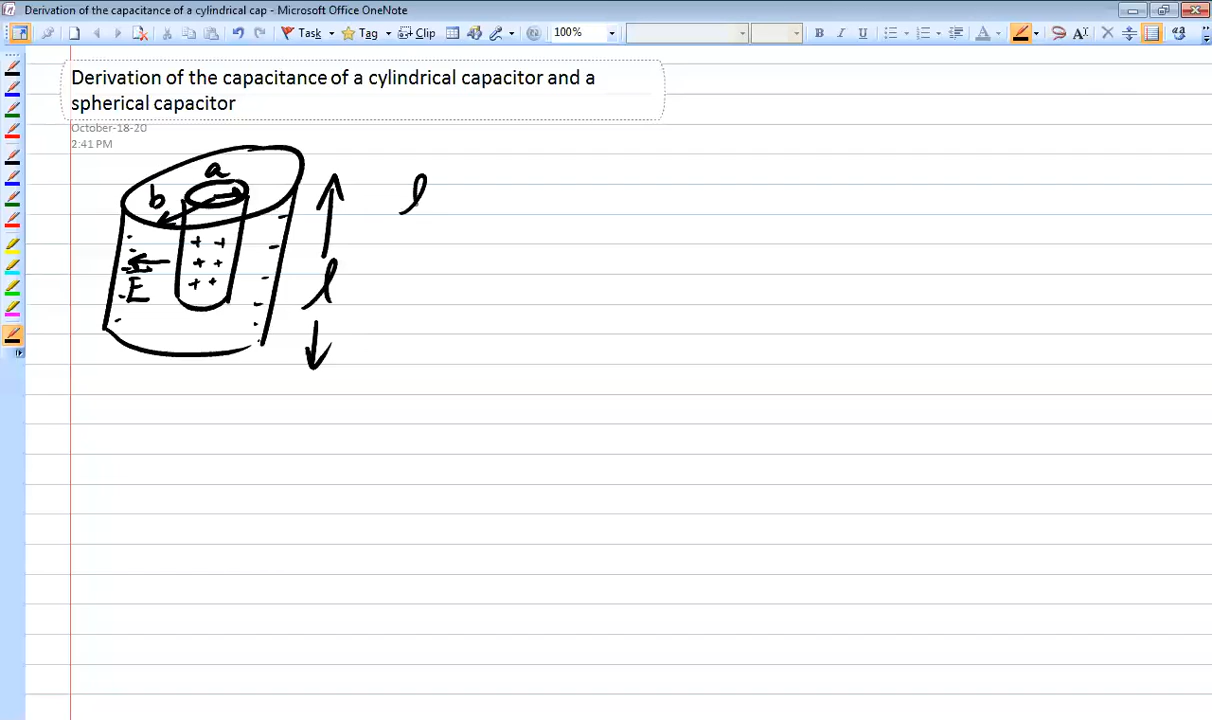 Derivation of the capacitance of a cylindrical cap - Microsoft Office OneNote
Task Tag Clip 100% B I U A
Derivation of the capacitance of a cylindrical capacitor and a
spherical capacitor
October-18-20
2:41 PM
a
b
l
+ +
E
+ +
l
+ +